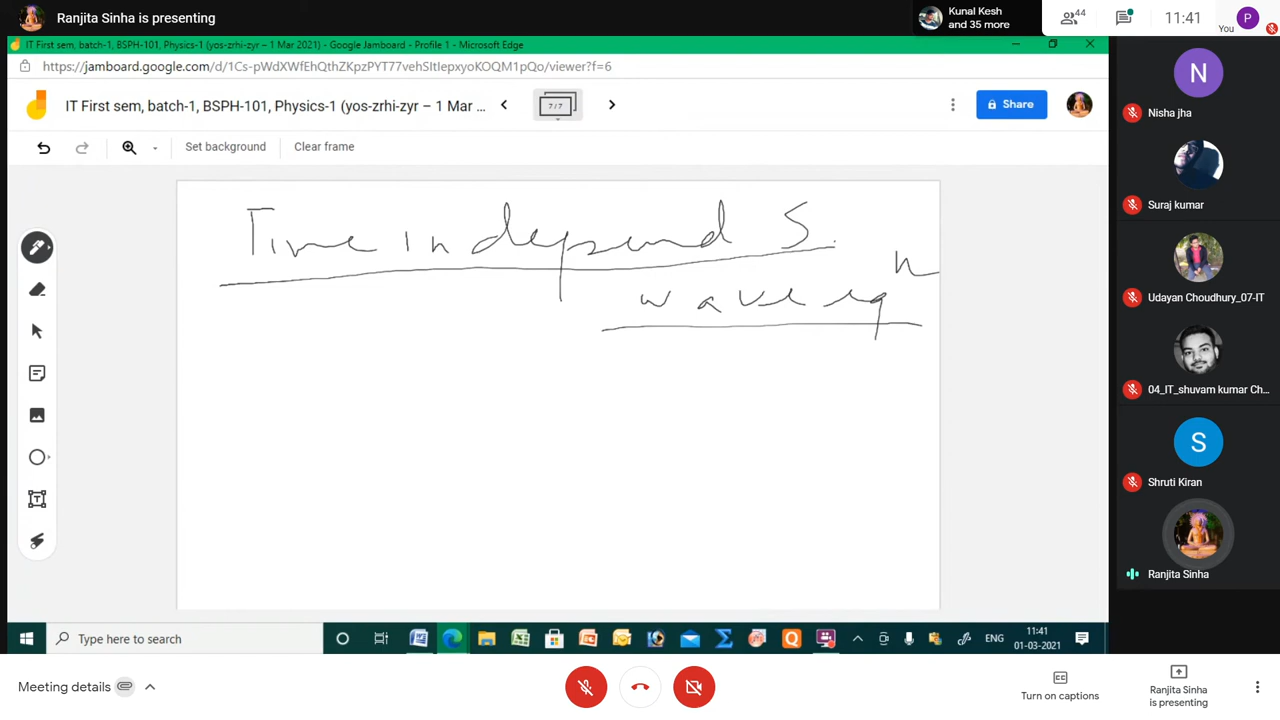 Ranjita Sinha is presenting
Kunal Kesh
and 35 more
44
11:41
You
P
IT First sem, batch-1, BSPH-101, Physics-1 (yos-zrhi-zyr – 1 Mar 2021) - Google Jamboard - Profile 1 - Microsoft Edge
https://jamboard.google.com/d/1Cs-pWdXWfEhQthZKpzPYT77vehSItIepxyoKOQM1pQo/viewer?f=6
IT First sem, batch-1, BSPH-101, Physics-1 (yos-zrhi-zyr – 1 Mar ...
7/7
Share
Set background
Clear frame
Time independ S.
wave eqn
N
Nisha jha
Suraj kumar
Udayan Choudhury_07-IT
04_IT_shuvam kumar Ch...
S
Shruti Kiran
Ranjita Sinha
Type here to search
ENG
11:41
01-03-2021
Meeting details
Turn on captions
Ranjita Sinha
is presenting